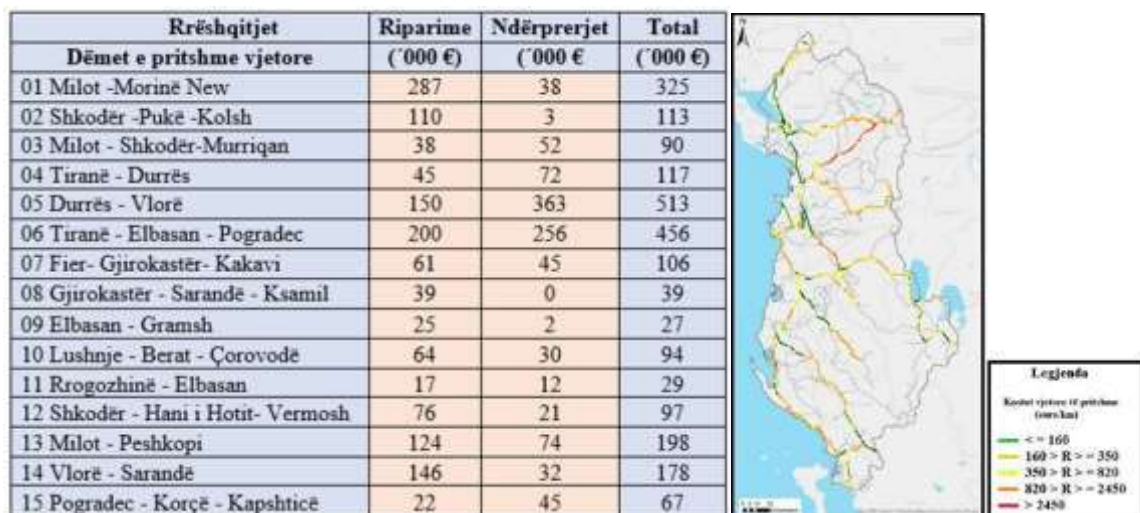 Rrëshqitjet Riparime Ndërprerjet Total
Dëmet e pritshme vjetore (´000 €) (´000 € (´000 €)
01 Milot -Morinë New 287 38 325
02 Shkodër -Pukë -Kolsh 110 3 113
03 Milot - Shkodër-Murriqan 38 52 90
04 Tiranë - Durrës 45 72 117
05 Durrës - Vlorë 150 363 513
06 Tiranë - Elbasan - Pogradec 200 256 456
07 Fier- Gjirokastër- Kakavi 61 45 106
08 Gjirokastër - Sarandë - Ksamil 39 0 39
09 Elbasan - Gramsh 25 2 27
10 Lushnje - Berat - Çorovodë 64 30 94
11 Rrogozhinë - Elbasan 17 12 29
12 Shkodër - Hani i Hotit- Vermosh 76 21 97
13 Milot - Peshkopi 124 74 198
14 Vlorë - Sarandë 146 32 178
15 Pogradec - Korçë - Kapshticë 22 45 67
Legjenda
Kostot vjetore të pritshme
(euro/km)
< = 160
160 > R > = 350
350 > R > = 820
820 > R > = 2450
> 2450